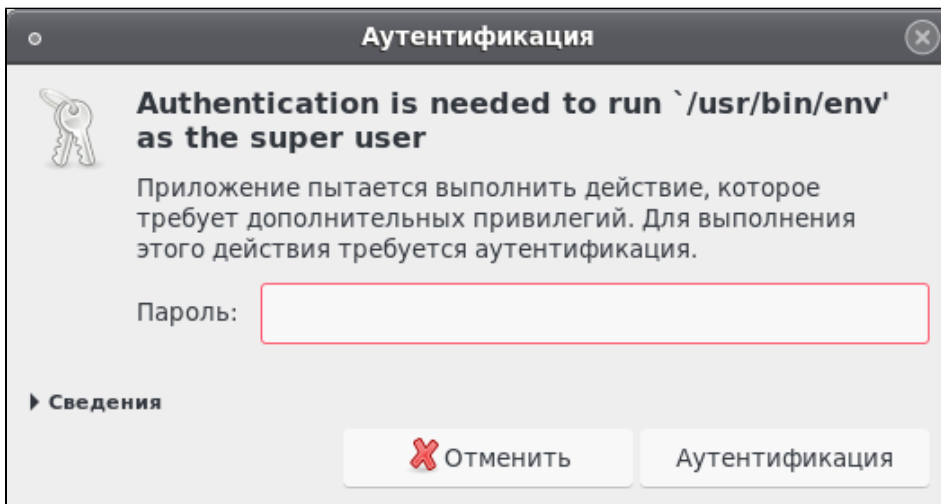 Аутентификация
Authentication is needed to run `/usr/bin/env'
as the super user
Приложение пытается выполнить действие, которое
требует дополнительных привилегий. Для выполнения
этого действия требуется аутентификация.
Пароль:
Сведения
Отменить
Аутентификация